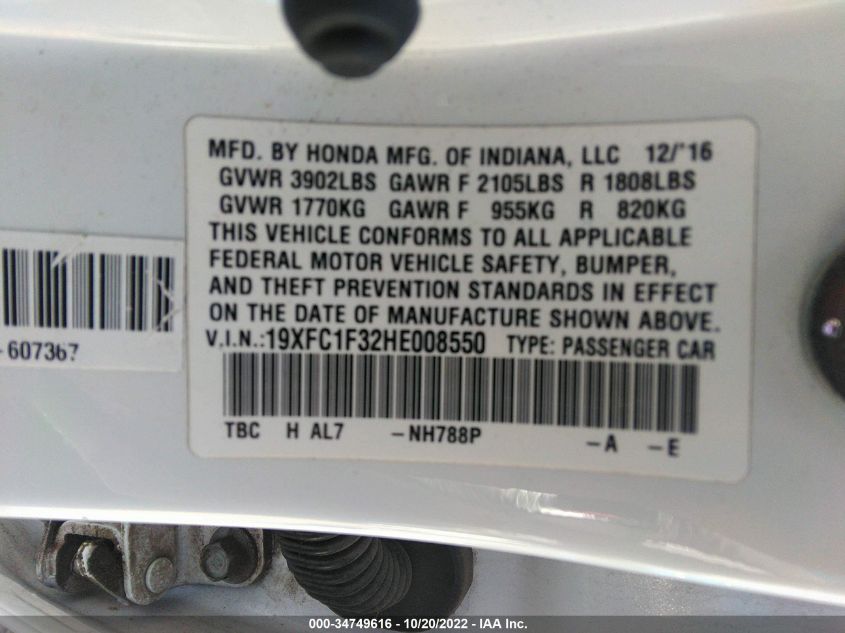 MFD. BY HONDA MFG. OF INDIANA, LLC 12/'16
GVWR 3902LBS GAWR F 2105LBS R 1808LBS
GVWR 1770KG GAWR F 955KG R 820KG
THIS VEHICLE CONFORMS TO ALL APPLICABLE
FEDERAL MOTOR VEHICLE SAFETY, BUMPER,
AND THEFT PREVENTION STANDARDS IN EFFECT
ON THE DATE OF MANUFACTURE SHOWN ABOVE.
V.I.N.:19XFC1F32HE008550 TYPE: PASSENGER CAR
-607367
TBC H AL7 -NH788P -A -E
000-34749616 - 10/20/2022 - IAA Inc.